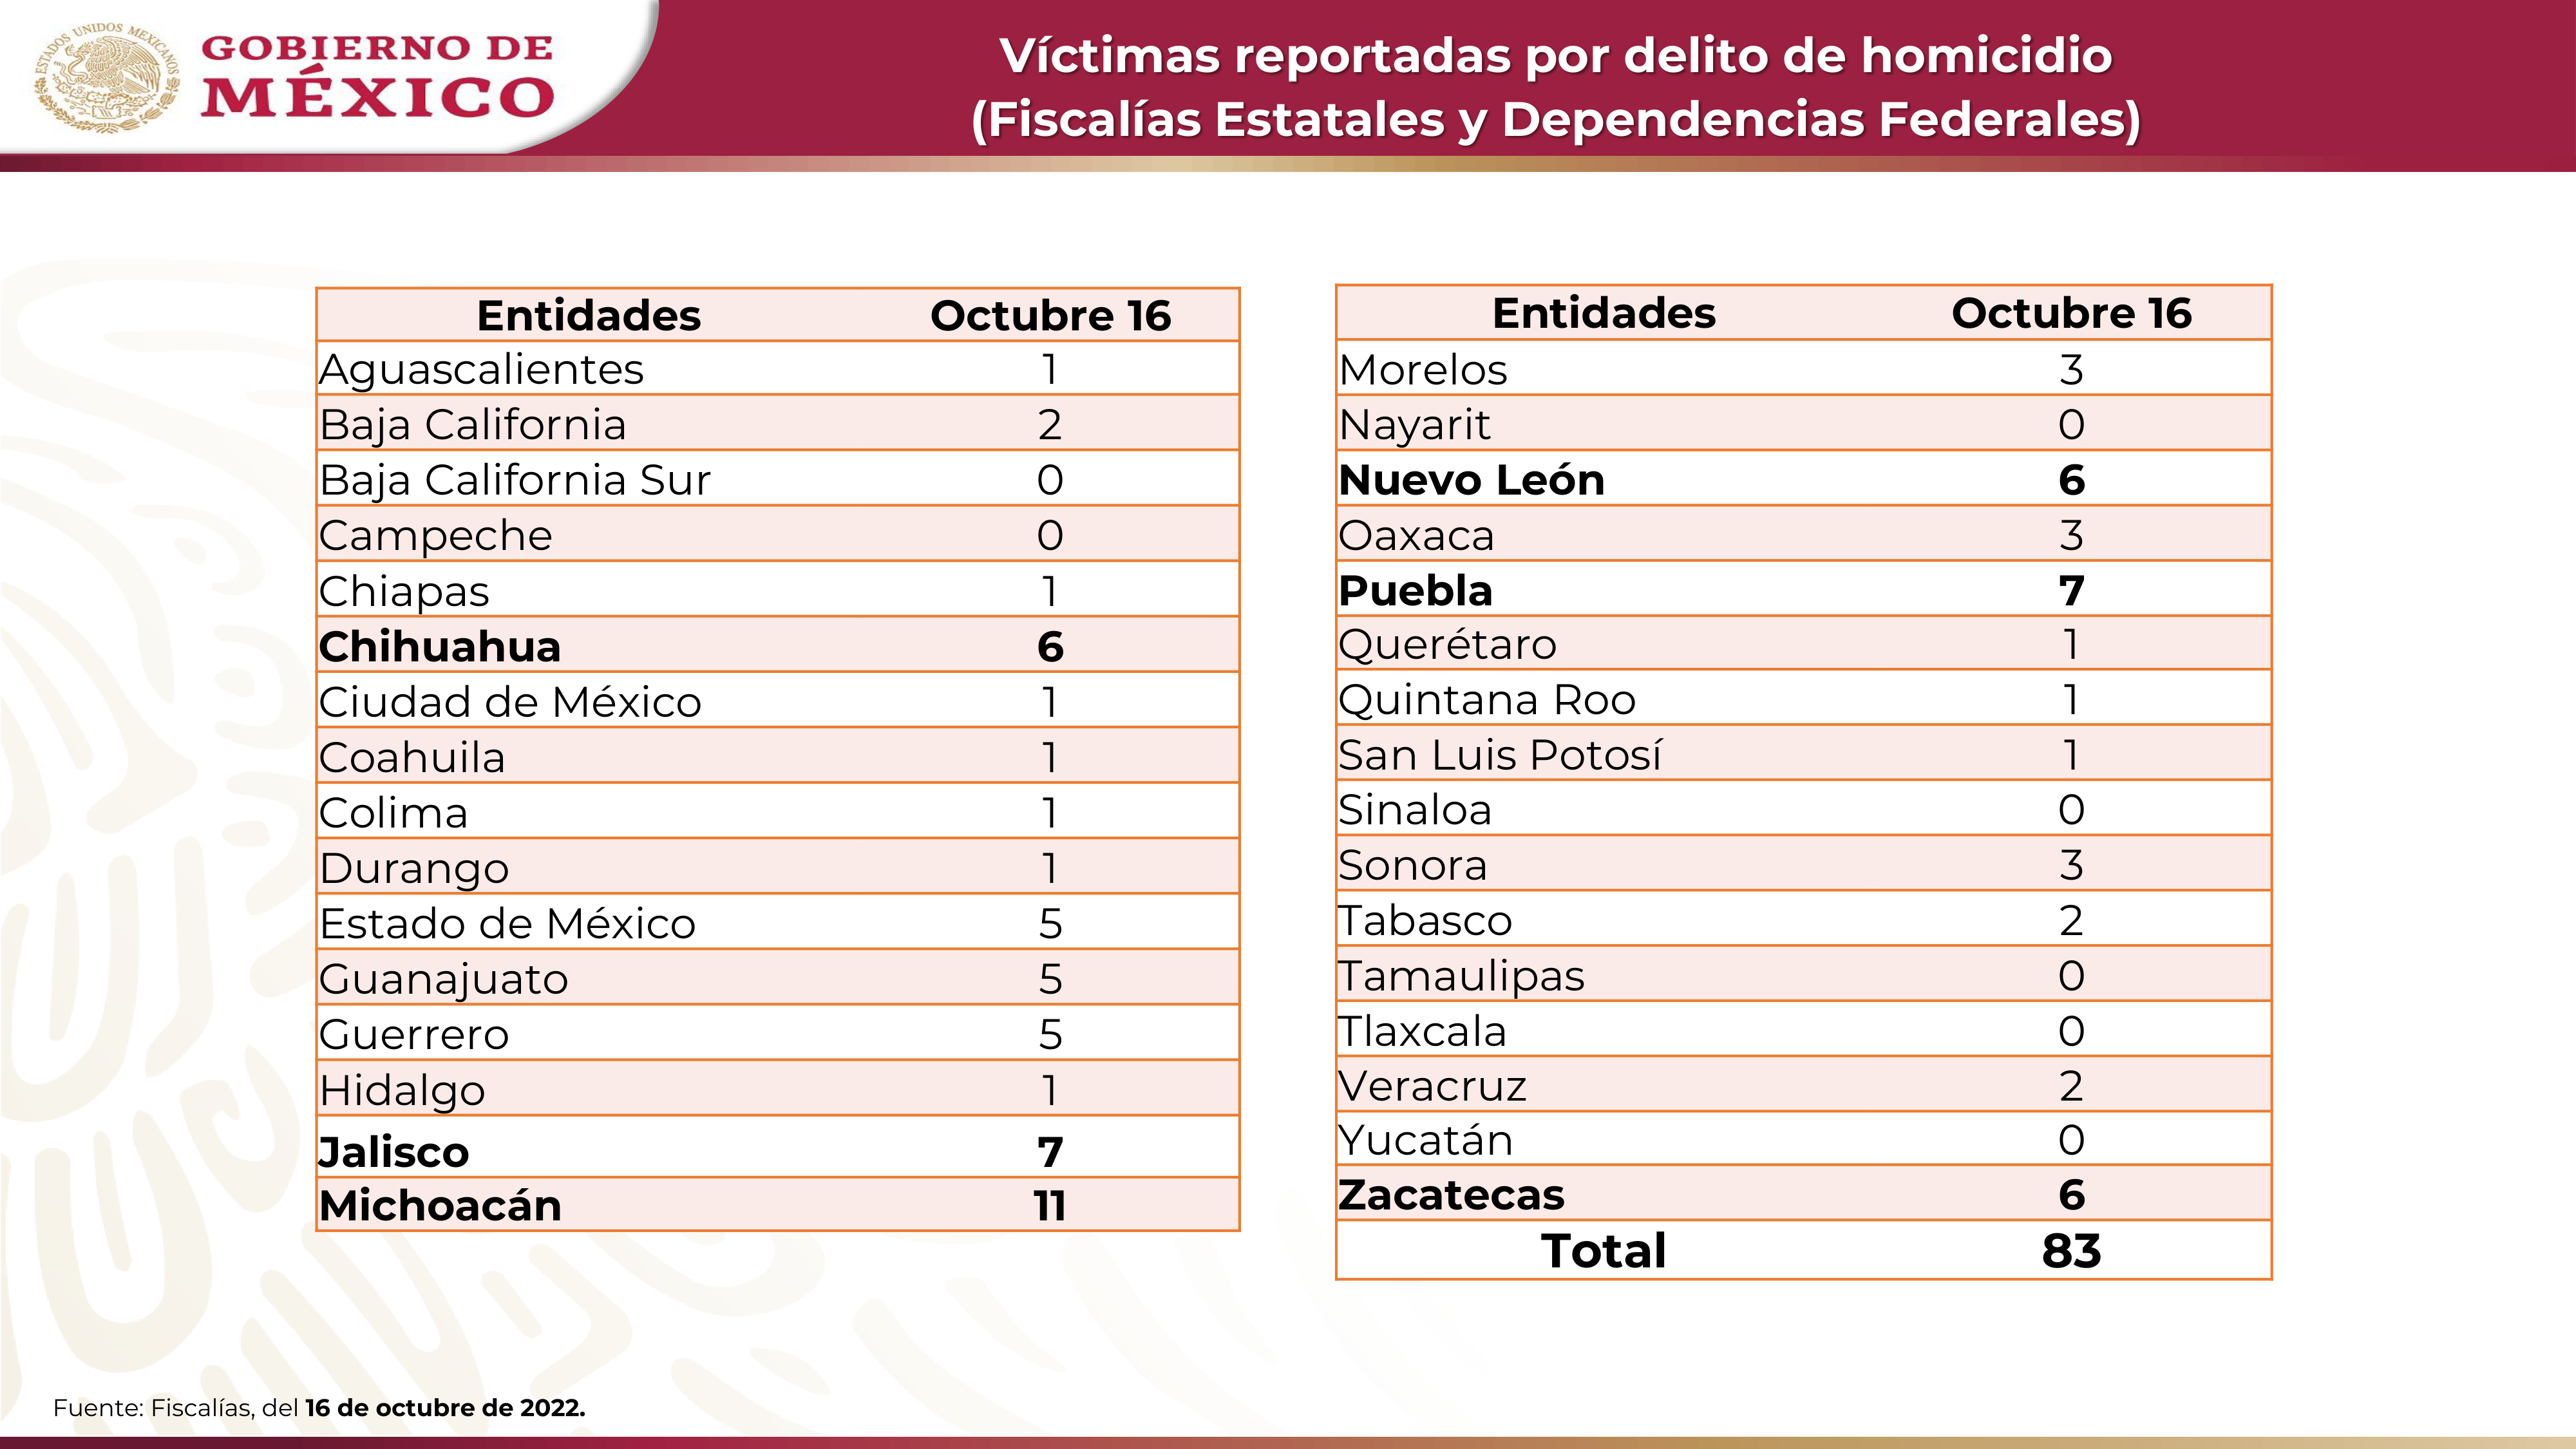 ESTADOS UNIDOS MEXICANOS
GOBIERNO DE
MÉXICO
Víctimas reportadas por delito de homicidio
(Fiscalías Estatales y Dependencias Federales)
Entidades Octubre 16
Aguascalientes 1
Baja California 2
Baja California Sur 0
Campeche 0
Chiapas 1
Chihuahua 6
Ciudad de México 1
Coahuila 1
Colima 1
Durango 1
Estado de México 5
Guanajuato 5
Guerrero 5
Hidalgo 1
Jalisco 7
Michoacán 11
Entidades Octubre 16
Morelos 3
Nayarit 0
Nuevo León 6
Oaxaca 3
Puebla 7
Querétaro 1
Quintana Roo 1
San Luis Potosí 1
Sinaloa 0
Sonora 3
Tabasco 2
Tamaulipas 0
Tlaxcala 0
Veracruz 2
Yucatán 0
Zacatecas 6
Total 83
Fuente: Fiscalías, del 16 de octubre de 2022.